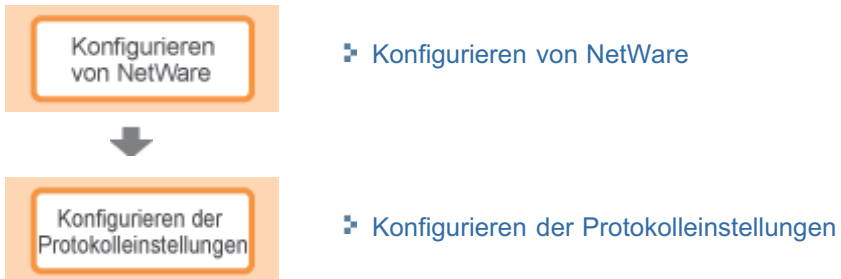 Konfigurieren
von NetWare
Konfigurieren von NetWare
Konfigurieren der
Protokolleinstellungen
Konfigurieren der Protokolleinstellungen